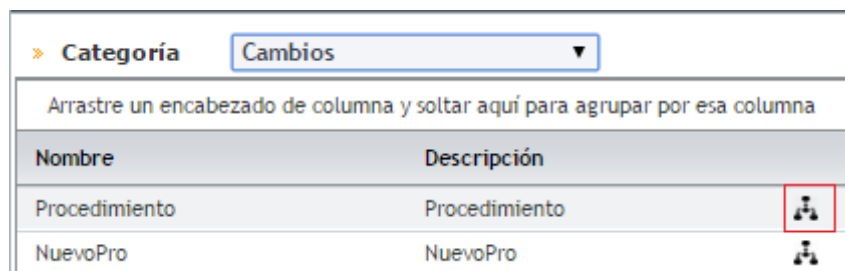 » Categoría Cambios
Arrastre un encabezado de columna y soltar aquí para agrupar por esa columna
Nombre Descripción
Procedimiento Procedimiento
NuevoPro NuevoPro